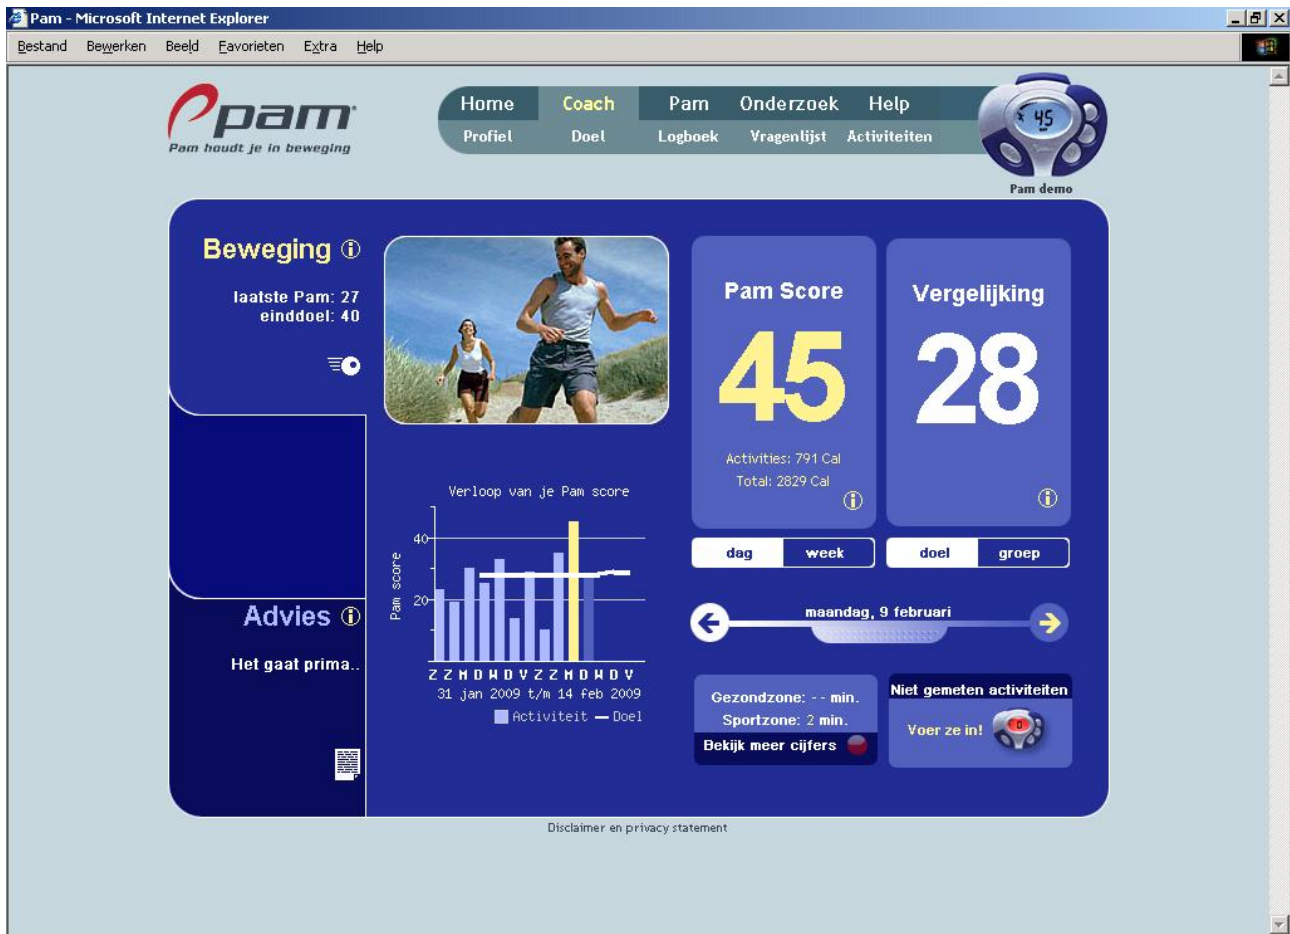 Pam - Microsoft Internet Explorer
Bestand Bewerken Beeld Favorieten Extra Help
pam
Pam houdt je in beweging
Home Coach Pam Onderzoek Help
Profiel Doel Logboek Vragenlijst Activiteiten
45
Pam demo
Beweging
laatste Pam: 27
einddoel: 40
Pam Score
45
Activities: 791 Cal
Total: 2829 Cal
Vergelijking
28
dag week
doel groep
Verloop van je Pam score
Pam score
40
20
Z Z M D W D V Z Z M D W D V
31 jan 2009 t/m 14 feb 2009
Activiteit Doel
maandag, 9 februari
Advies
Het gaat prima..
Gezondzone: -- min.
Sportzone: 2 min.
Bekijk meer cijfers
Niet gemeten activiteiten
Voer ze in!
Disclaimer en privacy statement